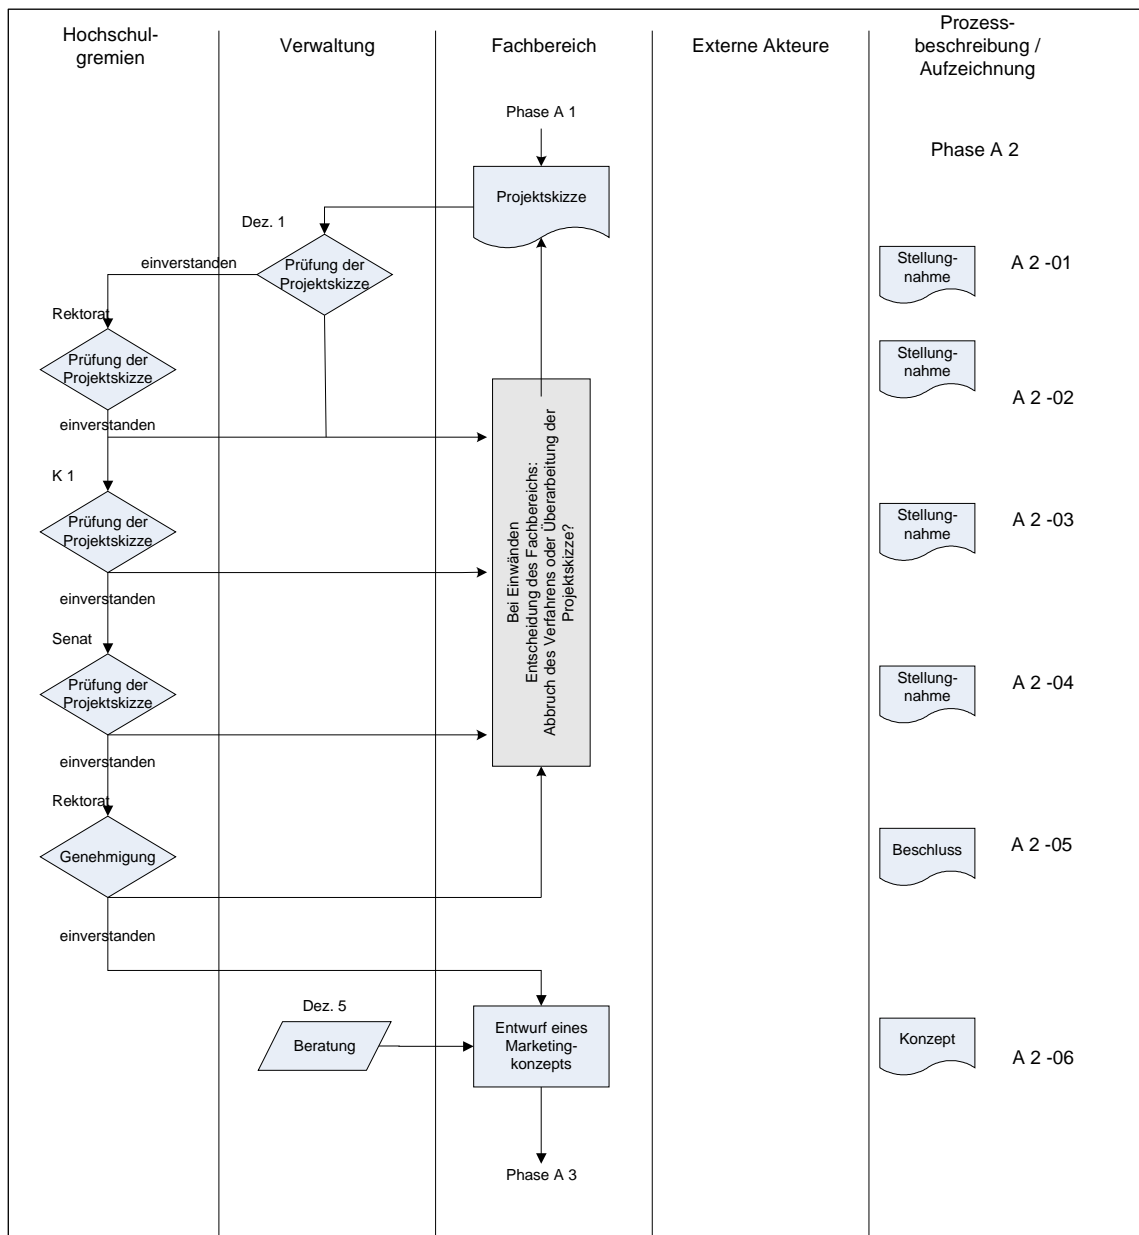 Hochschul-
gremien
Verwaltung
Fachbereich
Externe Akteure
Prozess-
beschreibung /
Aufzeichnung
Phase A 1
Phase A 2
Projektskizze
Dez. 1
einverstanden
Prüfung der
Projektskizze
Stellung-
nahme
A 2 -01
Rektorat
Prüfung der
Projektskizze
Stellung-
nahme
A 2 -02
einverstanden
Bei Einwänden
Entscheidung des Fachbereichs:
Abbruch des Verfahrens oder Überarbeitung der
Projektskizze?
K 1
Prüfung der
Projektskizze
Stellung-
nahme
A 2 -03
einverstanden
Senat
Prüfung der
Projektskizze
Stellung-
nahme
A 2 -04
einverstanden
Rektorat
Genehmigung
Beschluss
A 2 -05
einverstanden
Dez. 5
Beratung
Entwurf eines
Marketing-
konzepts
Konzept
A 2 -06
Phase A 3